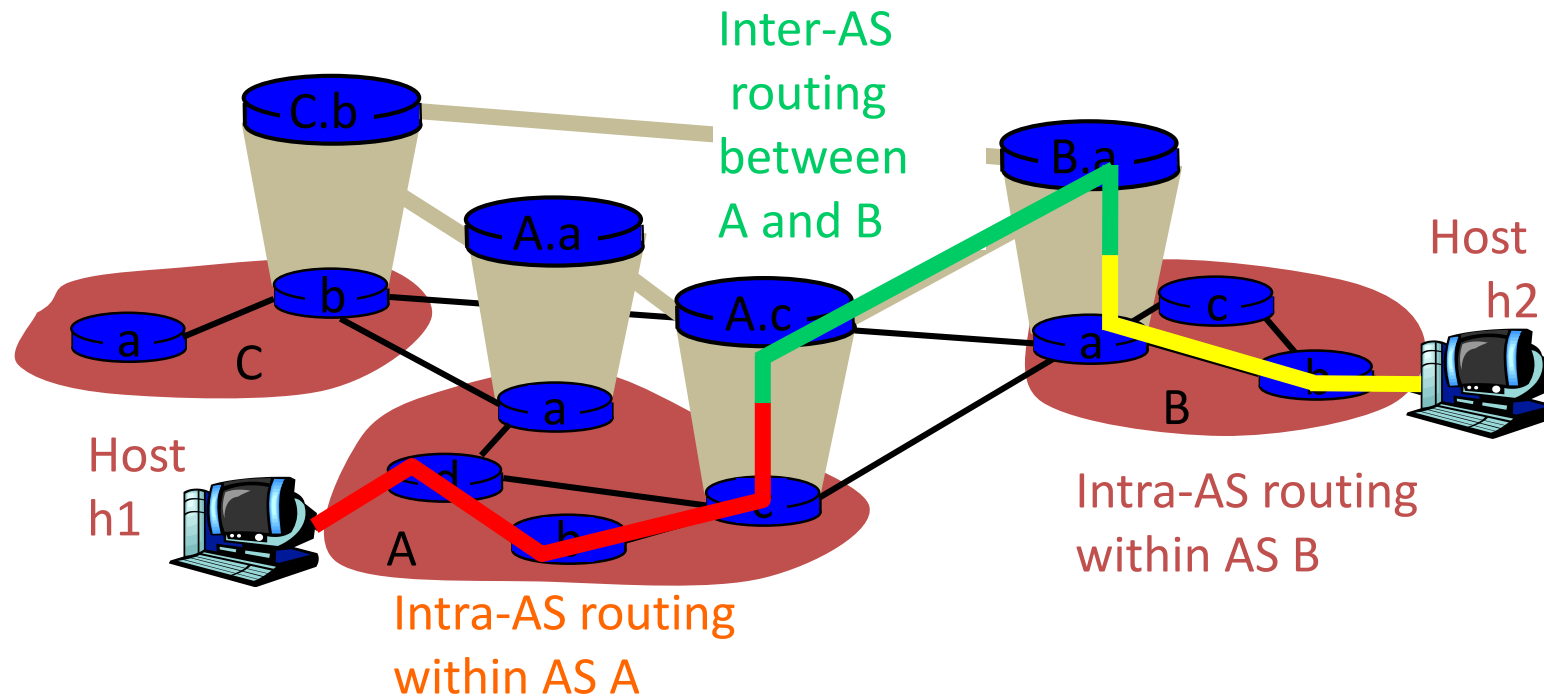 Inter-AS
routing
between
A and B
C.b
B.a
A.a
A.c
Host
h2
b
a
C
a
c
b
B
a
d
b
c
A
Host
h1
Intra-AS routing
within AS B
Intra-AS routing
within AS A
a